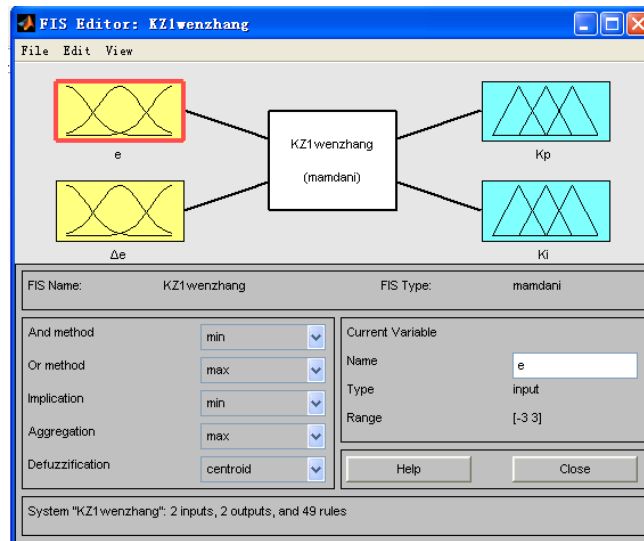 FIS Editor: KZ1wenzhang
File Edit View
e
Δe
KZ1wenzhang
(mamdani)
Kp
Ki
FIS Name: KZ1wenzhang FIS Type: mamdani
And method min
Or method max
Implication min
Aggregation max
Defuzzification centroid
Current Variable
Name e
Type input
Range [-3 3]
Help Close
System "KZ1wenzhang": 2 inputs, 2 outputs, and 49 rules